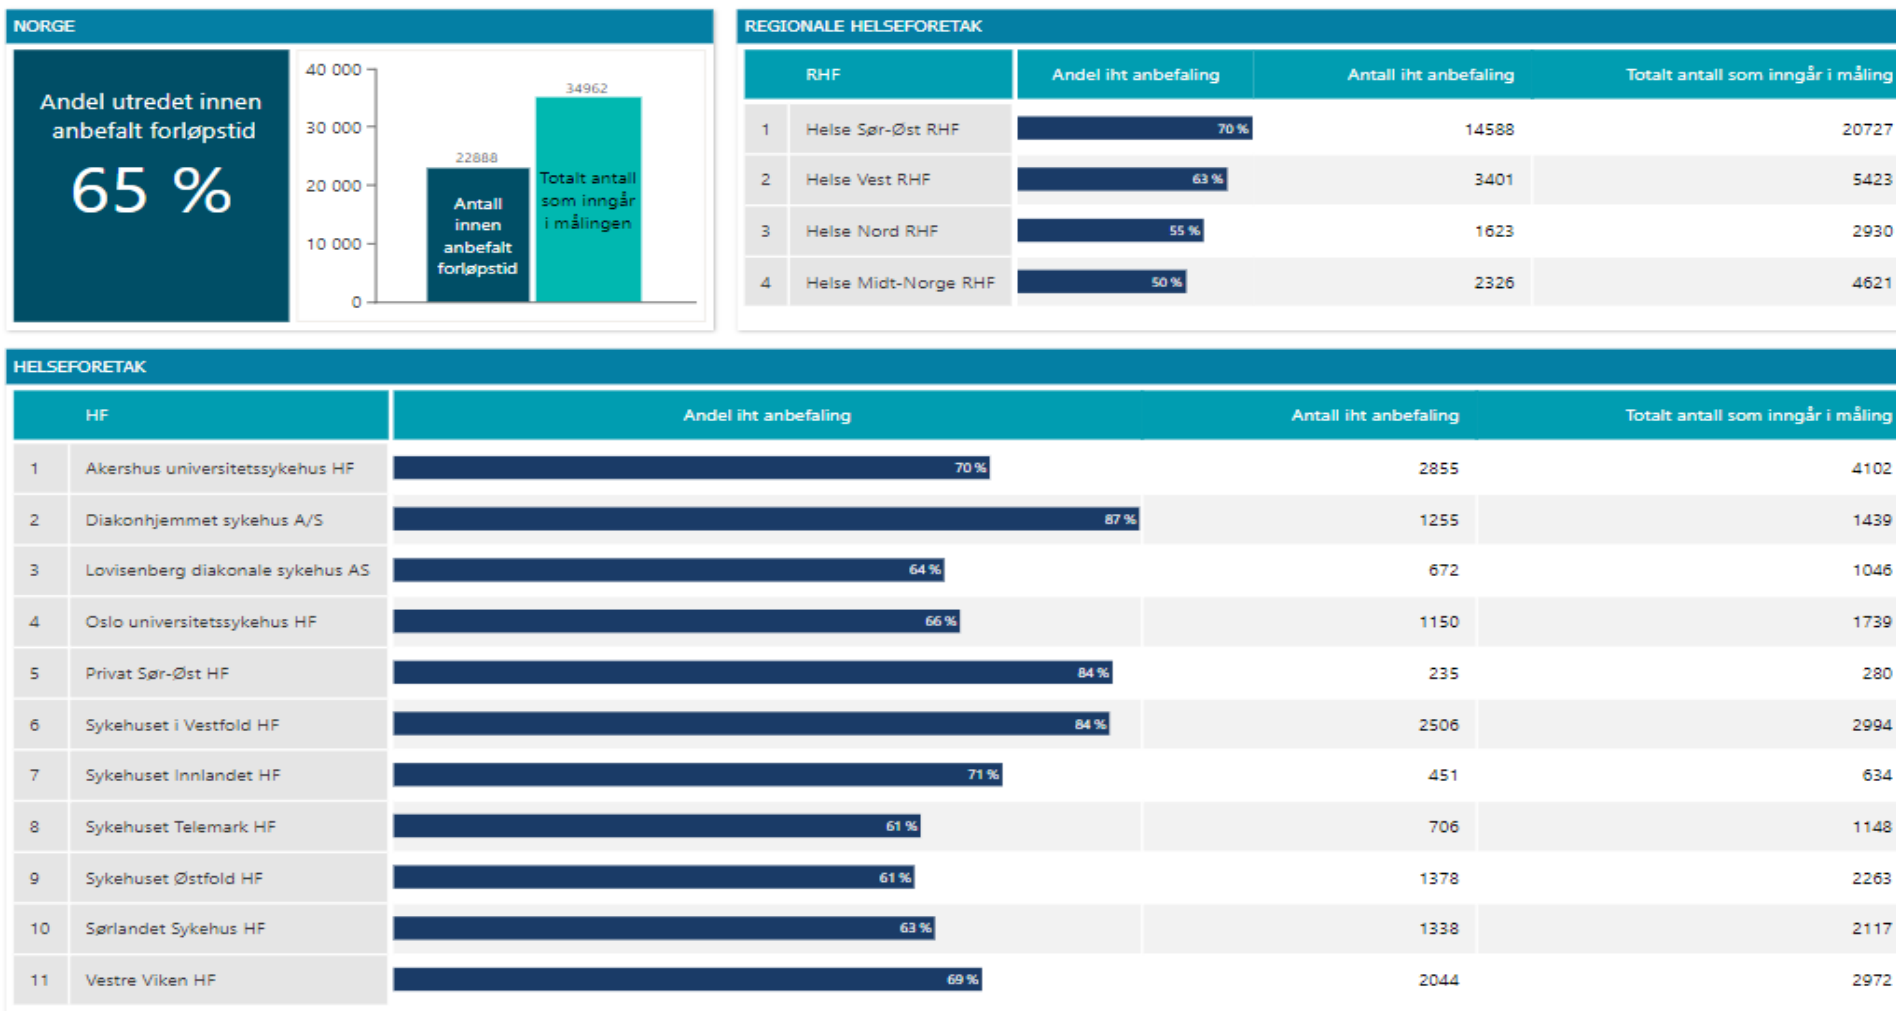 NORGE
Andel utredet innen
anbefalt forløpstid
65 %
40 000
30 000
20 000
10 000
0
22888
34962
Antall
innen
anbefalt
forløpstid
Totalt antall
som inngår
i målingen
REGIONALE HELSEFORETAK
RHF Andel iht anbefaling Antall iht anbefaling Totalt antall som inngår i måling
1 Helse Sør-Øst RHF 70 % 14588 20727
2 Helse Vest RHF 63 % 3401 5423
3 Helse Nord RHF 55 % 1623 2930
4 Helse Midt-Norge RHF 50 % 2326 4621
HELSEFORETAK
HF Andel iht anbefaling Antall iht anbefaling Totalt antall som inngår i måling
1 Akershus universitetssykehus HF 70 % 2855 4102
2 Diakonhjemmet sykehus A/S 87 % 1255 1439
3 Lovisenberg diakonale sykehus AS 64 % 672 1046
4 Oslo universitetssykehus HF 66 % 1150 1739
5 Privat Sør-Øst HF 84 % 235 280
6 Sykehuset i Vestfold HF 84 % 2506 2994
7 Sykehuset Innlandet HF 71 % 451 634
8 Sykehuset Telemark HF 61 % 706 1148
9 Sykehuset Østfold HF 61 % 1378 2263
10 Sørlandet Sykehus HF 63 % 1338 2117
11 Vestre Viken HF 69 % 2044 2972